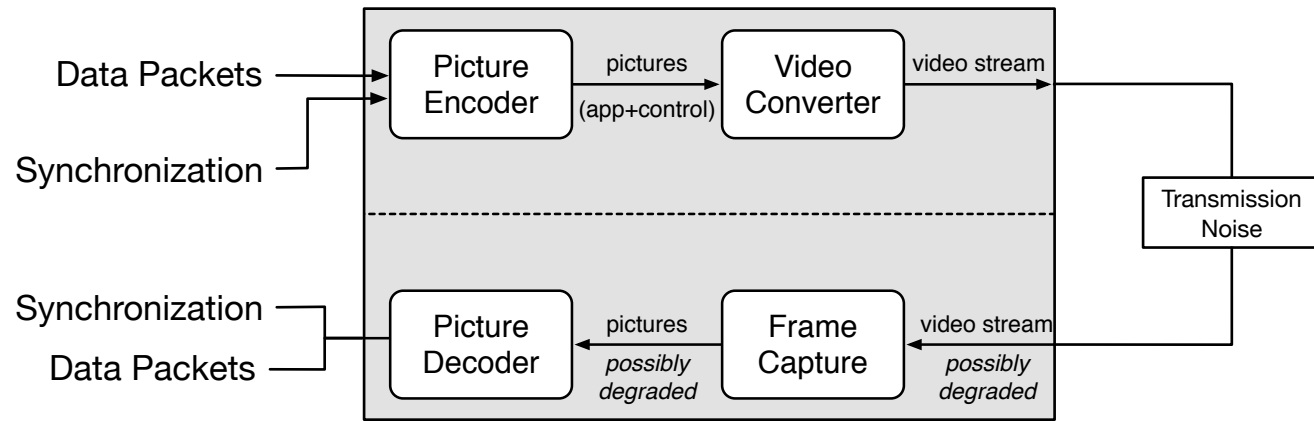 Data Packets
Synchronization
Picture
Encoder
pictures
(app+control)
Video
Converter
video stream
Transmission
Noise
Synchronization
Data Packets
Picture
Decoder
pictures
possibly
degraded
Frame
Capture
video stream
possibly
degraded